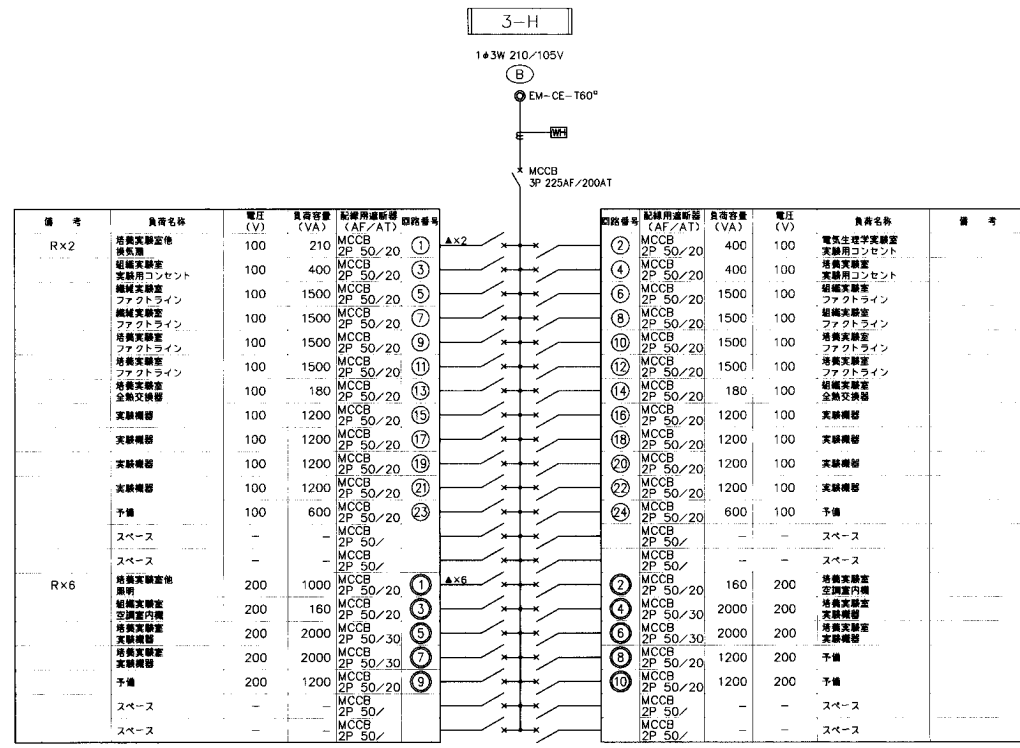 3-H
1φ3W 210/105V
B
EM-CE-T60°
WH
MCCB
3P 225AF/200AT
備 考 負荷名称 電圧(V) 負荷容量(VA) 配線用遮断器(AF/AT) 回路番号 回路番号 配線用遮断器(AF/AT) 負荷容量(VA) 電圧(V) 負荷名称 備 考
R×2 培養実験室他 換気扇 100 210 MCCB 2P 50/20 ① ▲×2 ② MCCB 2P 50/20 400 100 電気生理学実験室 実験用コンセント
組織実験室 実験用コンセント 100 400 MCCB 2P 50/20 ③ ④ MCCB 2P 50/20 400 100 培養実験室 実験用コンセント
組織実験室 ファクトライン 100 1500 MCCB 2P 50/20 ⑤ ⑥ MCCB 2P 50/20 1500 100 組織実験室 ファクトライン
組織実験室 ファクトライン 100 1500 MCCB 2P 50/20 ⑦ ⑧ MCCB 2P 50/20 1500 100 組織実験室 ファクトライン
培養実験室 ファクトライン 100 1500 MCCB 2P 50/20 ⑨ ⑩ MCCB 2P 50/20 1500 100 培養実験室 ファクトライン
培養実験室 ファクトライン 100 1500 MCCB 2P 50/20 ⑪ ⑫ MCCB 2P 50/20 1500 100 培養実験室 ファクトライン
培養実験室 全熱交換器 100 180 MCCB 2P 50/20 ⑬ ⑭ MCCB 2P 50/20 180 100 組織実験室 全熱交換器
実験機器 100 1200 MCCB 2P 50/20 ⑮ ⑯ MCCB 2P 50/20 1200 100 実験機器
実験機器 100 1200 MCCB 2P 50/20 ⑰ ⑱ MCCB 2P 50/20 1200 100 実験機器
実験機器 100 1200 MCCB 2P 50/20 ⑲ ⑳ MCCB 2P 50/20 1200 100 実験機器
実験機器 100 1200 MCCB 2P 50/20 ㉑ ㉒ MCCB 2P 50/20 1200 100 実験機器
予備 100 600 MCCB 2P 50/20 ㉓ ㉔ MCCB 2P 50/20 600 100 予備
スペース － － MCCB 2P 50/ MCCB 2P 50/ － － スペース
スペース － － MCCB 2P 50/ MCCB 2P 50/ － － スペース
R×6 培養実験室他 照明 200 1000 MCCB 2P 50/20 ① ▲×6 ② MCCB 2P 50/20 160 200 培養実験室 空調室内機
組織実験室 空調室内機 200 160 MCCB 2P 50/20 ③ ④ MCCB 2P 50/30 2000 200 培養実験室 実験機器
培養実験室 実験機器 200 2000 MCCB 2P 50/30 ⑤ ⑥ MCCB 2P 50/30 2000 200 培養実験室 実験機器
培養実験室 実験機器 200 2000 MCCB 2P 50/30 ⑦ ⑧ MCCB 2P 50/20 1200 200 予備
予備 200 1200 MCCB 2P 50/20 ⑨ ⑩ MCCB 2P 50/20 1200 200 予備
スペース － － MCCB 2P 50/ MCCB 2P 50/ － － スペース
スペース － － MCCB 2P 50/ MCCB 2P 50/ － － スペース